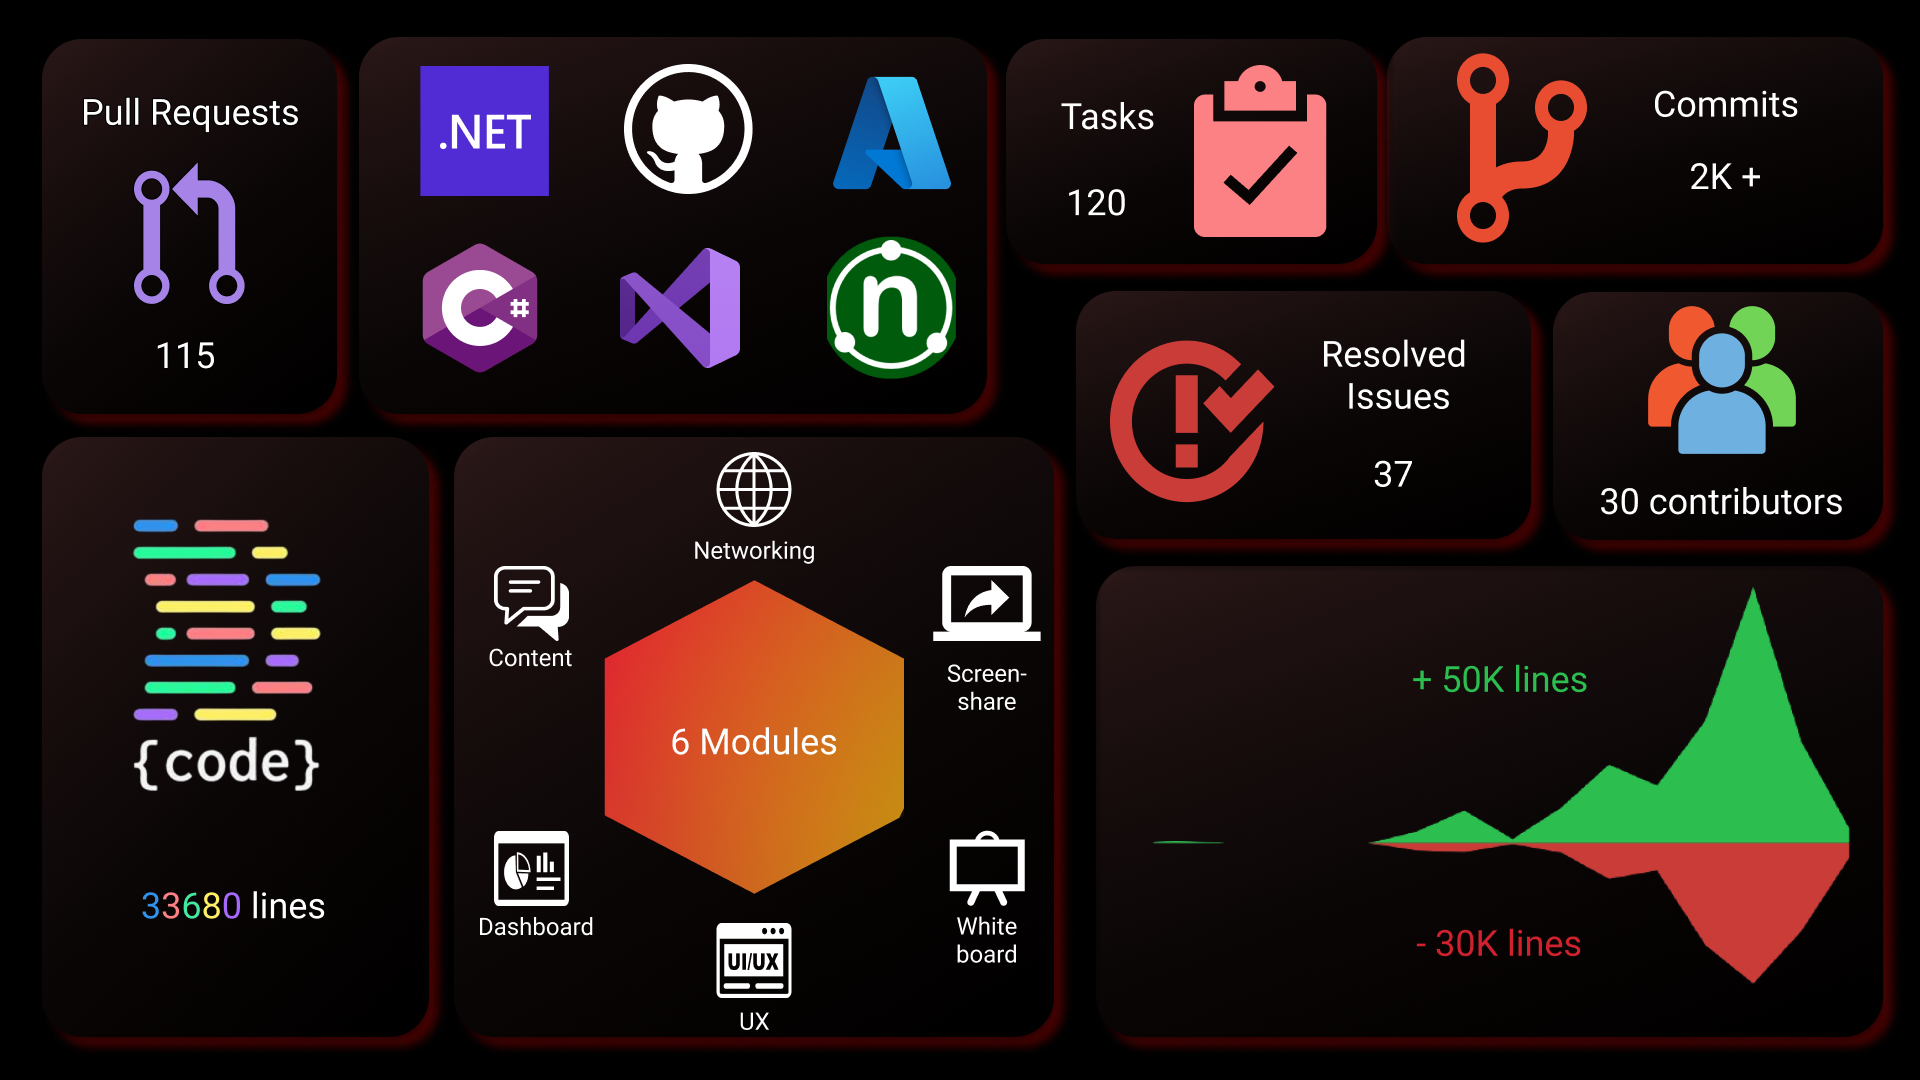 Pull Requests
115
.NET
C#
n
Tasks
120
Commits
2K +
Resolved
Issues
37
30 contributors
{code}
33680 lines
Networking
Content
Screen-
share
6 Modules
Dashboard
White
board
UI/UX
UX
+ 50K lines
- 30K lines